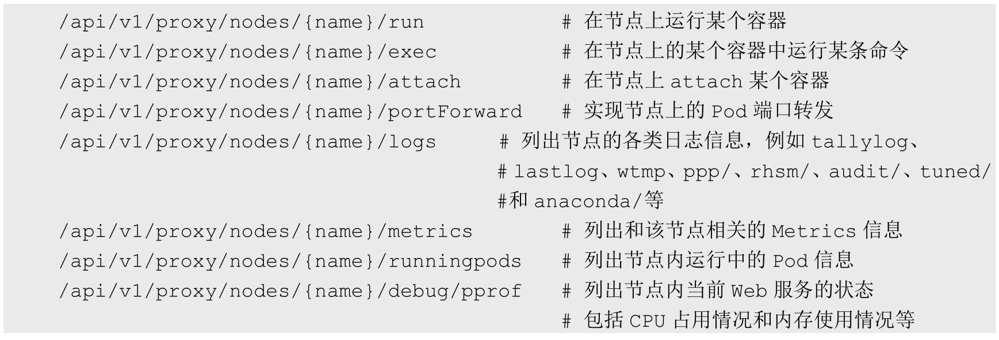 /api/v1/proxy/nodes/{name}/run # 在节点上运行某个容器
/api/v1/proxy/nodes/{name}/exec # 在节点上的某个容器中运行某条命令
/api/v1/proxy/nodes/{name}/attach # 在节点上 attach 某个容器
/api/v1/proxy/nodes/{name}/portForward # 实现节点上的 Pod 端口转发
/api/v1/proxy/nodes/{name}/logs # 列出节点的各类日志信息，例如 tallylog、
# lastlog、wtmp、ppp/、rhsm/、audit/、tuned/
#和 anaconda/等
/api/v1/proxy/nodes/{name}/metrics # 列出和该节点相关的 Metrics 信息
/api/v1/proxy/nodes/{name}/runningpods # 列出节点内运行中的 Pod 信息
/api/v1/proxy/nodes/{name}/debug/pprof # 列出节点内当前 Web 服务的状态
# 包括 CPU 占用情况和内存使用情况等